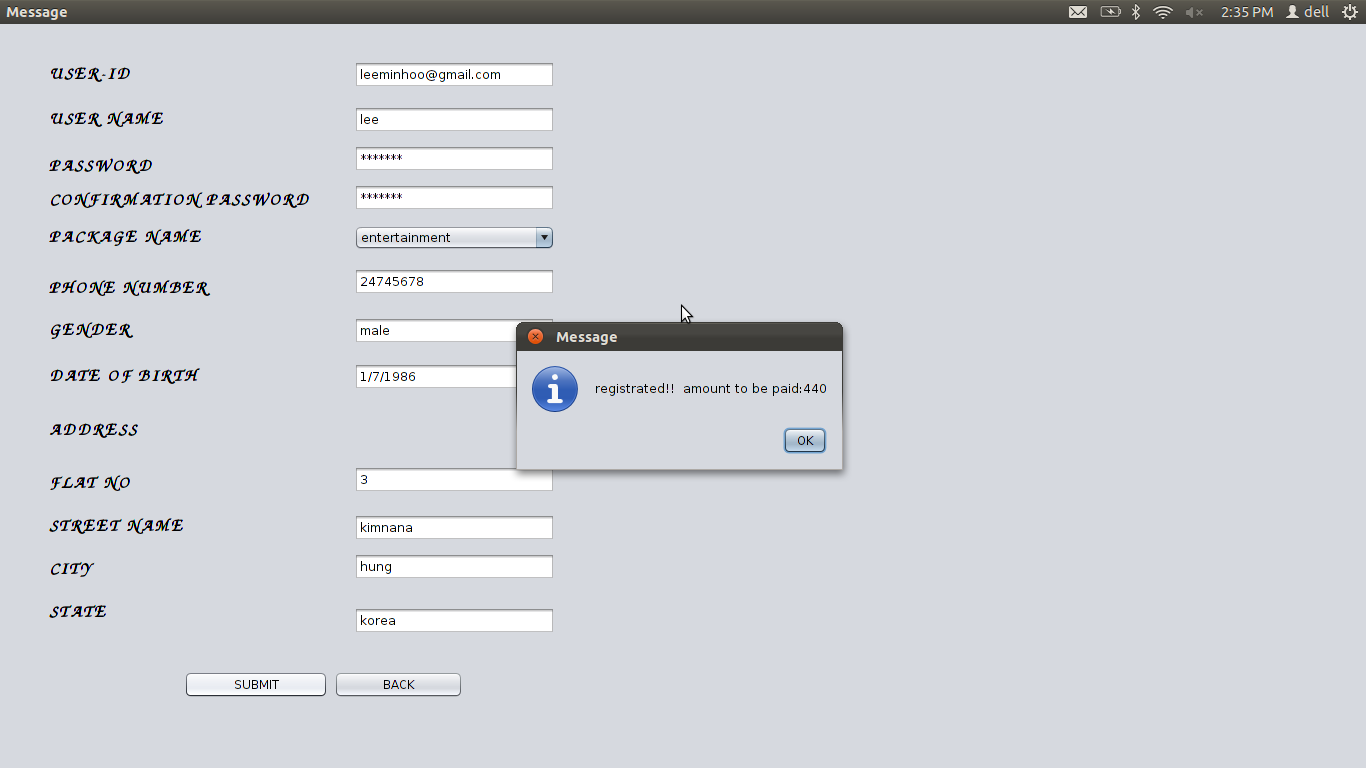 Message
2:35 PM dell
USER-ID leeminhoo@gmail.com
USER NAME lee
PASSWORD *******
CONFIRMATION PASSWORD *******
PACKAGE NAME entertainment
PHONE NUMBER 24745678
GENDER male
Message
DATE OF BIRTH 1/7/1986
registrated!!  amount to be paid:440
ADDRESS
OK
FLAT NO 3
STREET NAME kimnana
CITY hung
STATE korea
SUBMIT BACK